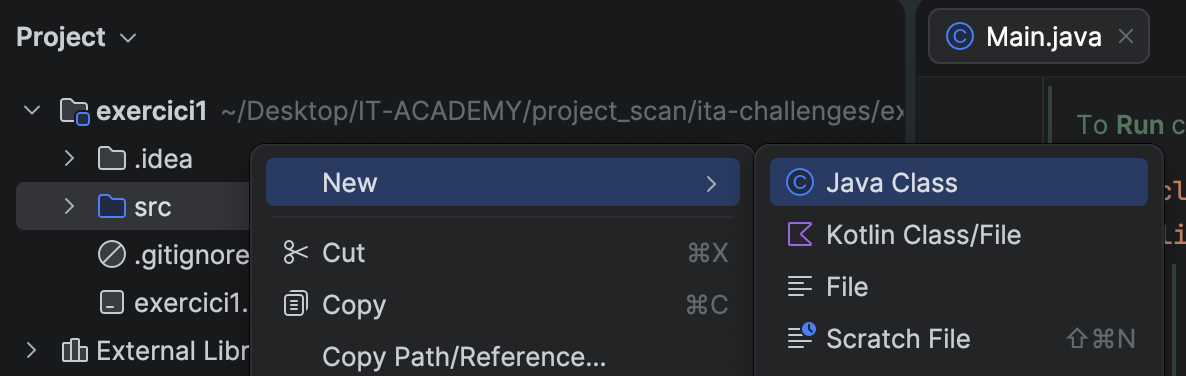 Project
Main.java
exercici1 ~/Desktop/IT-ACADEMY/project_scan/ita-challenges/ex
To Run c
.idea
New
Java Class
src
Kotlin Class/File
.gitignore
Cut ⌘X
File
exercici1.
Copy ⌘C
Scratch File ⇧⌘N
External Libr
Copy Path/Reference...